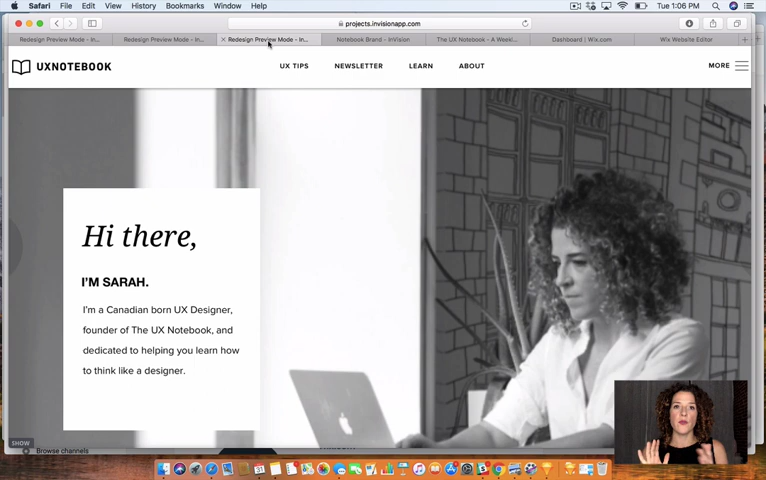 Safari File Edit View History Bookmarks Window Help
Tue 1:06 PM
projects.invisionapp.com
Redesign Preview Mode - In...
Redesign Preview Mode - In...
Redesign Preview Mode - In...
Notebook Brand - InVision
The UX Notebook - A Weekl...
Dashboard | Wix.com
Wix Website Editor
UXNOTEBOOK
UX TIPS
NEWSLETTER
LEARN
ABOUT
MORE
Hi there,
I'M SARAH.
I'm a Canadian born UX Designer,
founder of The UX Notebook, and
dedicated to helping you learn how
to think like a designer.
SHOW
Browse channels